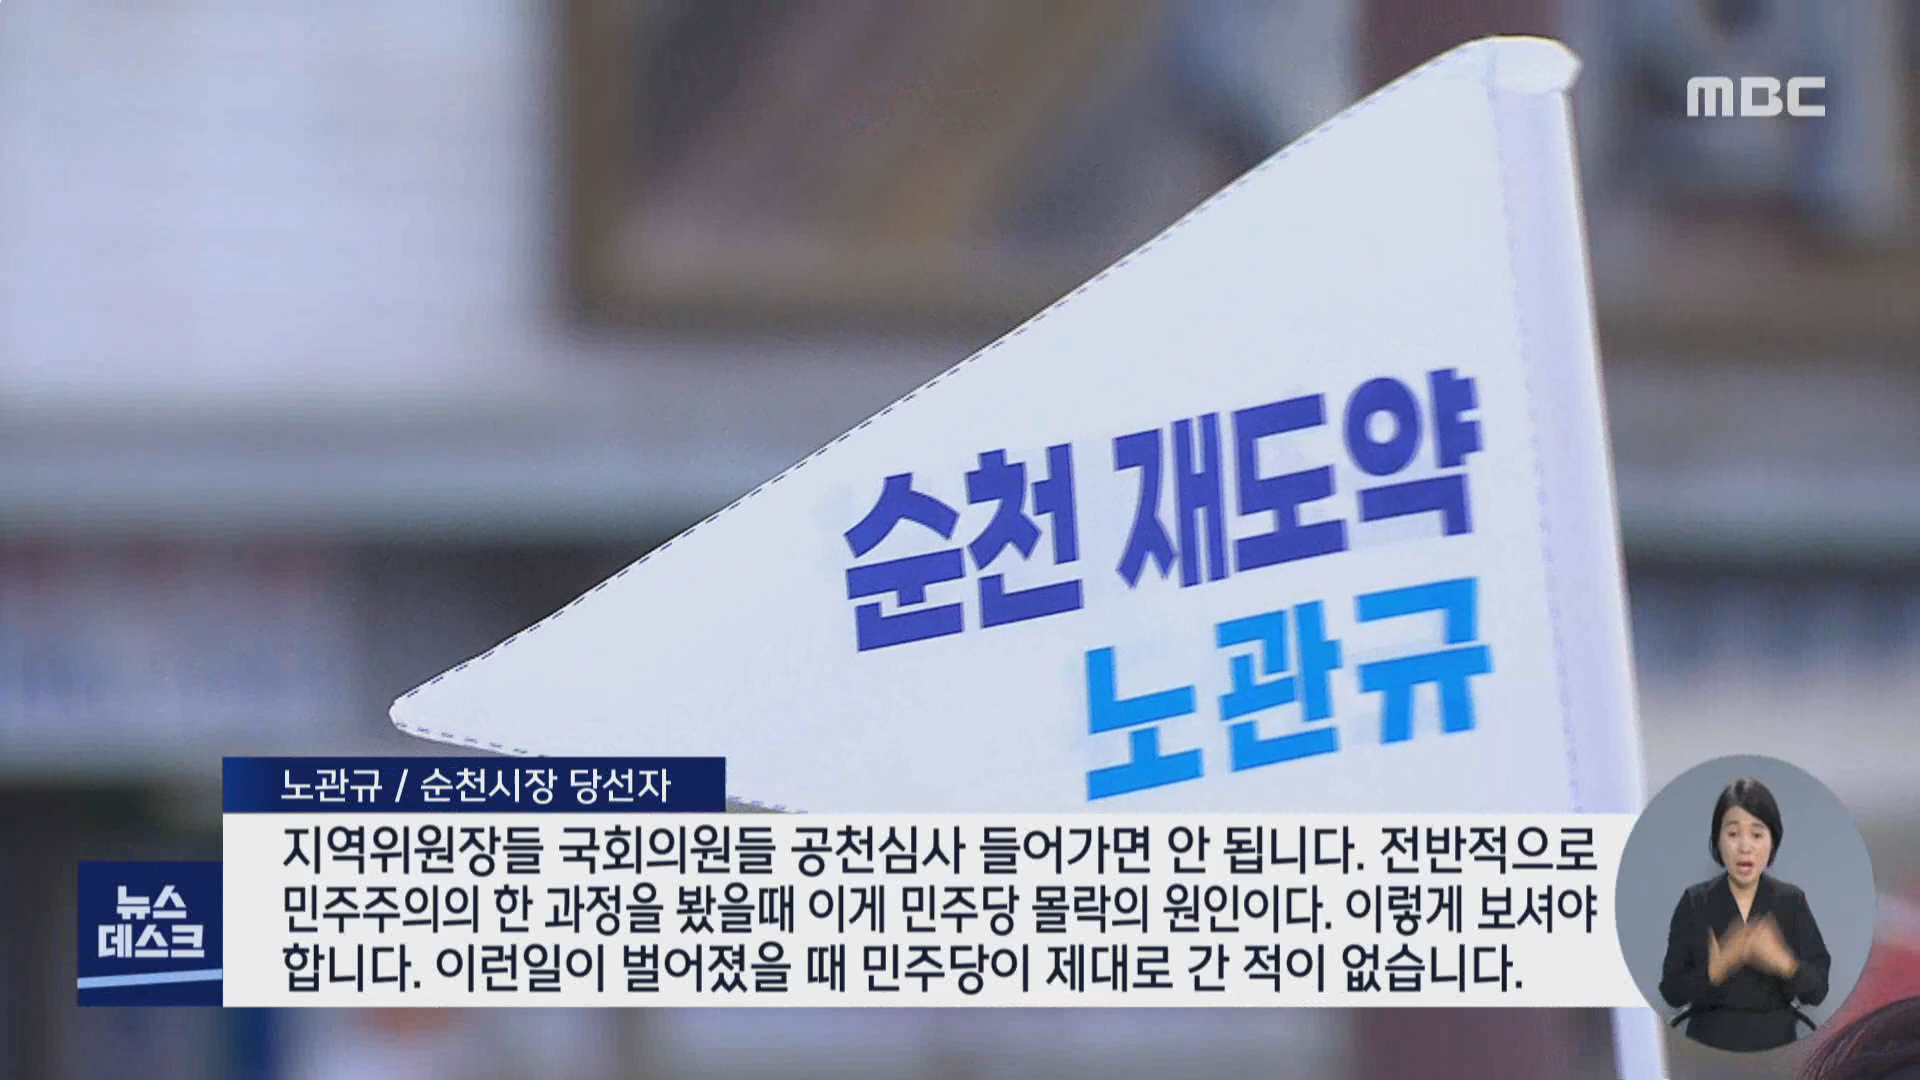 MBC
순천 재도약
노관규
노관규 / 순천시장 당선자
지역위원장들 국회의원들 공천심사 들어가면 안 됩니다. 전반적으로
민주주의의 한 과정을 봤을때 이게 민주당 몰락의 원인이다. 이렇게 보셔야
합니다. 이런일이 벌어졌을 때 민주당이 제대로 간 적이 없습니다.
뉴스
데스크